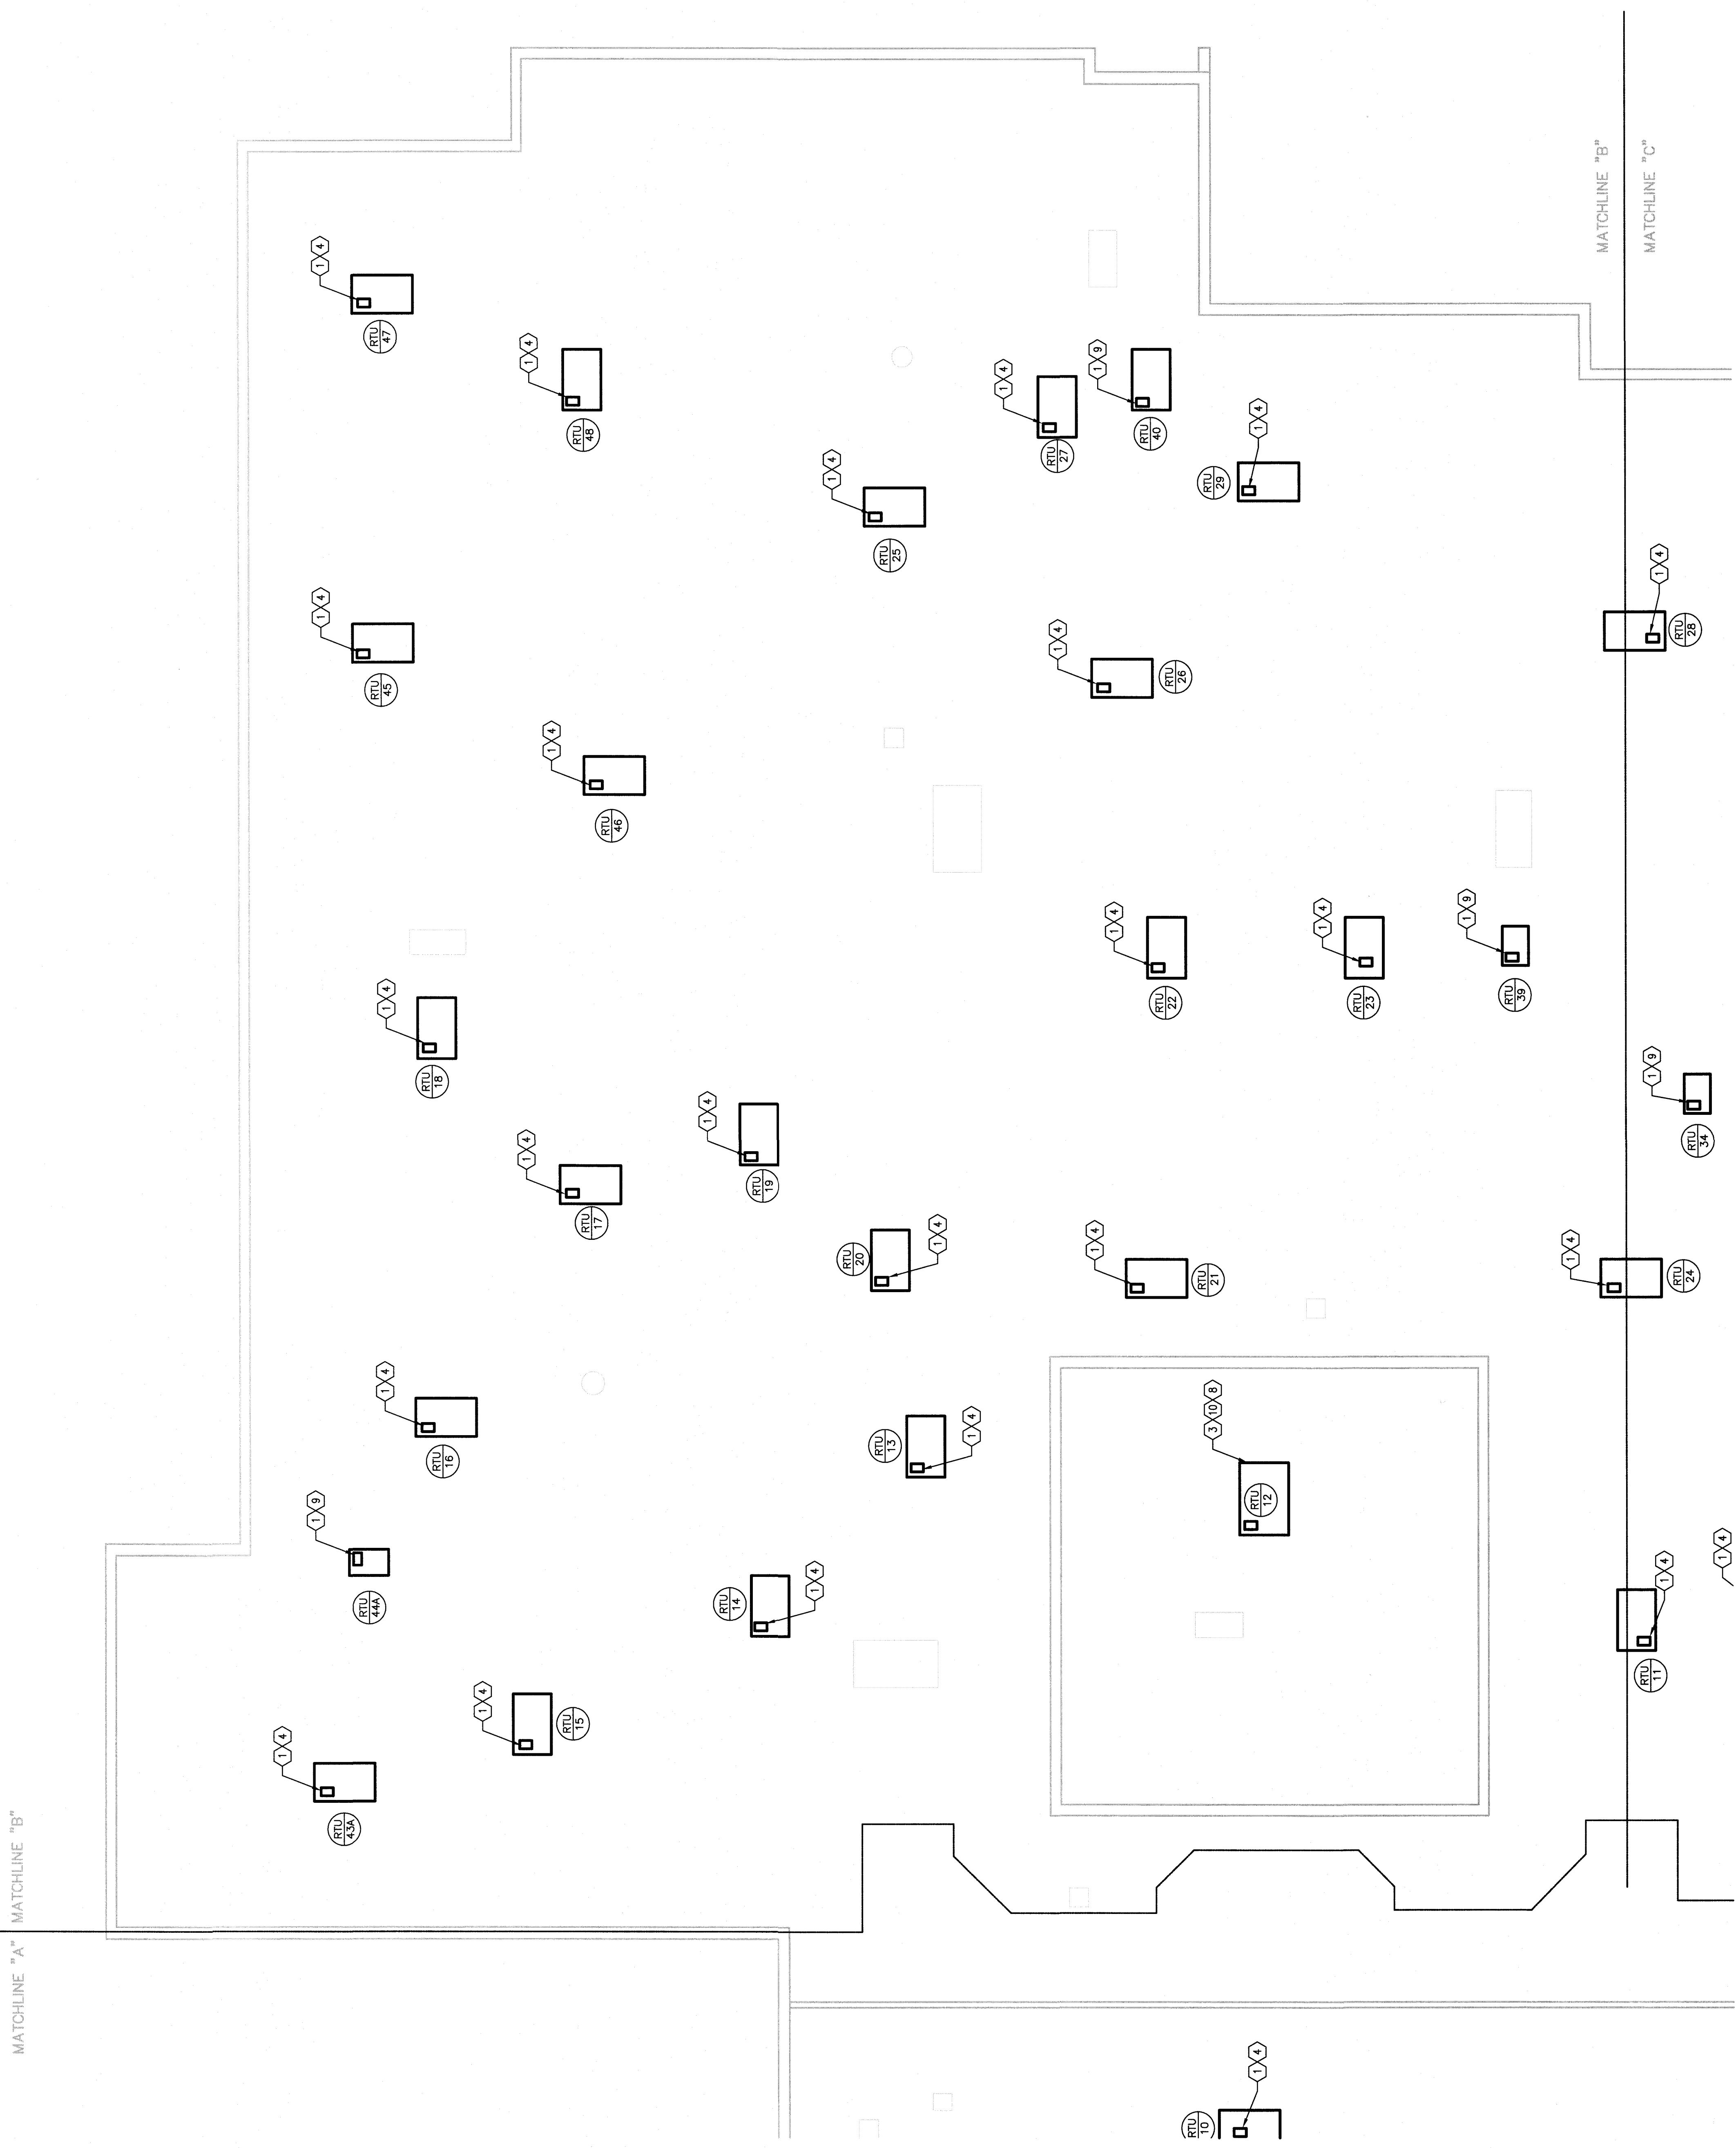 MATCHLINE "B"
MATCHLINE "C"
1 4
RTU
47
1 4
RTU
48
1 4
RTU
27
1 9
RTU
40
1 4
RTU
29
1 4
RTU
25
1 4
RTU
28
1 4
RTU
45
1 4
RTU
26
1 4
RTU
46
1 4
RTU
22
1 4
RTU
23
1 9
RTU
39
1 4
RTU
18
1 9
RTU
34
1 4
RTU
19
1 4
RTU
17
RTU
20
1 4
1 4
RTU
21
1 4
RTU
24
1 4
RTU
16
RTU
13
1 4
3 10 8
RTU
12
1 9
RTU
44A
RTU
14
1 4
1 4
RTU
11
1 4
1 4
RTU
15
1 4
RTU
43A
MATCHLINE "B"
MATCHLINE "A"
1 4
RTU
10